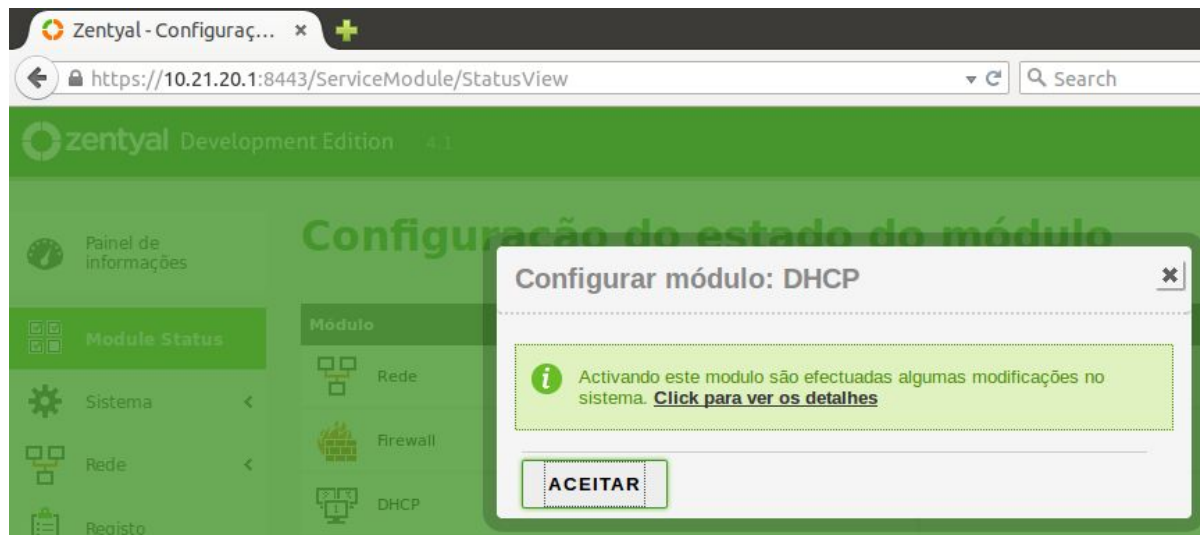 Zentyal - Configuraç...
https://10.21.20.1:8443/ServiceModule/StatusView
Search
zentyal Development Edition 4.1
Painel de
informações
Configuração do estado do módulo
Configurar módulo: DHCP
Module Status
Módulo
Rede
Activando este modulo são efectuadas algumas modificações no
sistema. Click para ver os detalhes
Sistema
Firewall
Rede
DHCP
ACEITAR
Registo